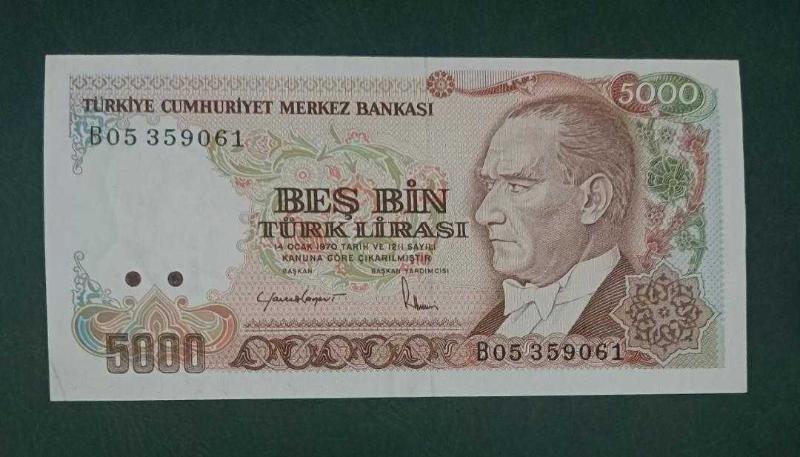 5000
TÜRKİYE CUMHURİYET MERKEZ BANKASI
B05 359061
BEŞ BİN
TÜRK LİRASI
14 OCAK 1970 TARİH VE 1211 SAYILI
KANUNA GÖRE ÇIKARILMIŞTIR
BAŞKAN BAŞKAN YARDIMCISI
5000
B05 359061